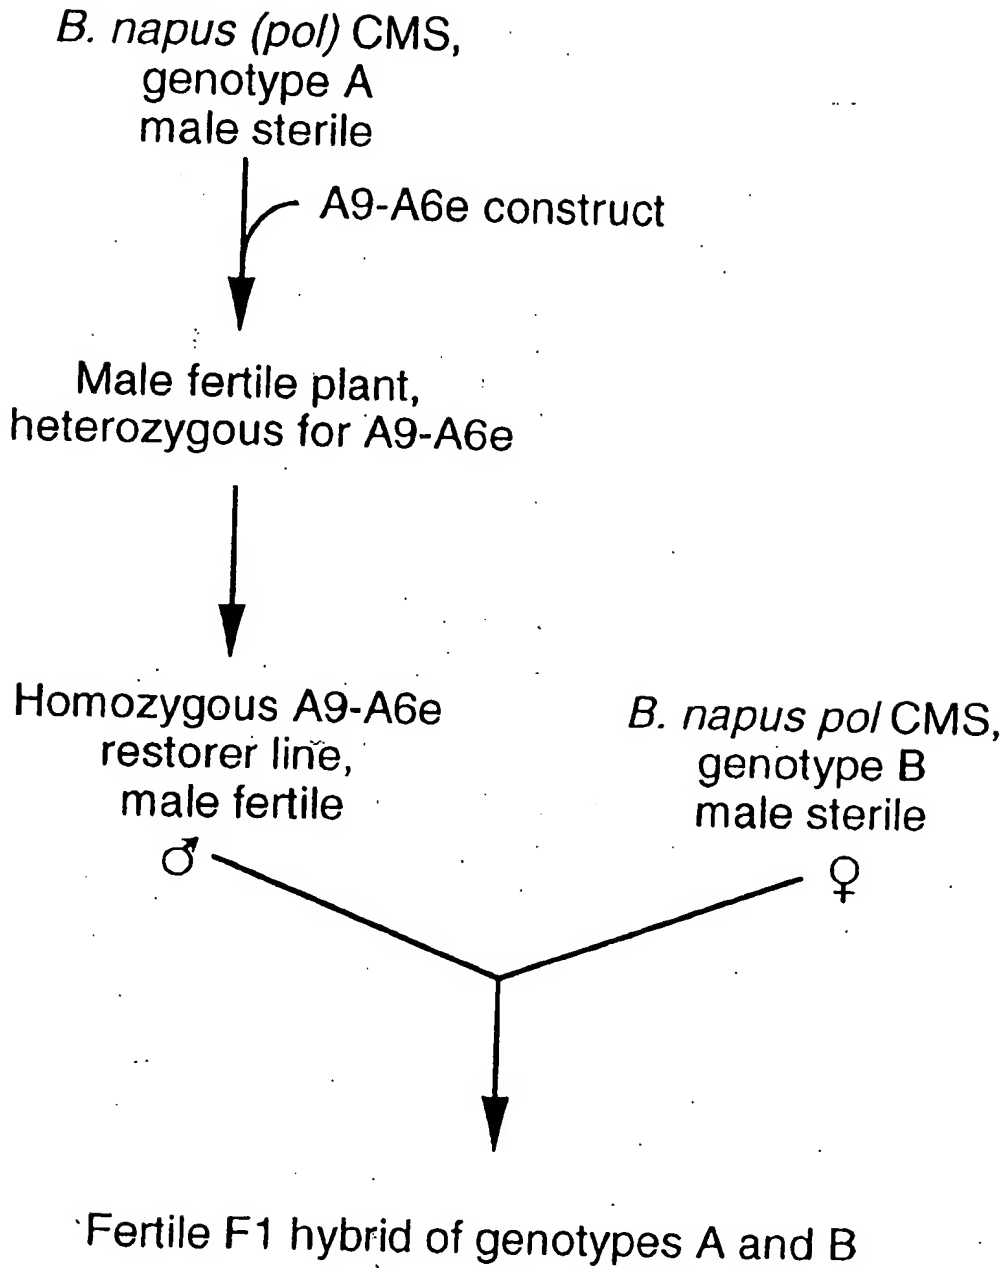 B. napus (pol) CMS,
genotype A
male sterile
A9-A6e construct
Male fertile plant,
heterozygous for A9-A6e
Homozygous A9-A6e
restorer line,
male fertile
♂
B. napus pol CMS,
genotype B
male sterile
♀
Fertile F1 hybrid of genotypes A and B